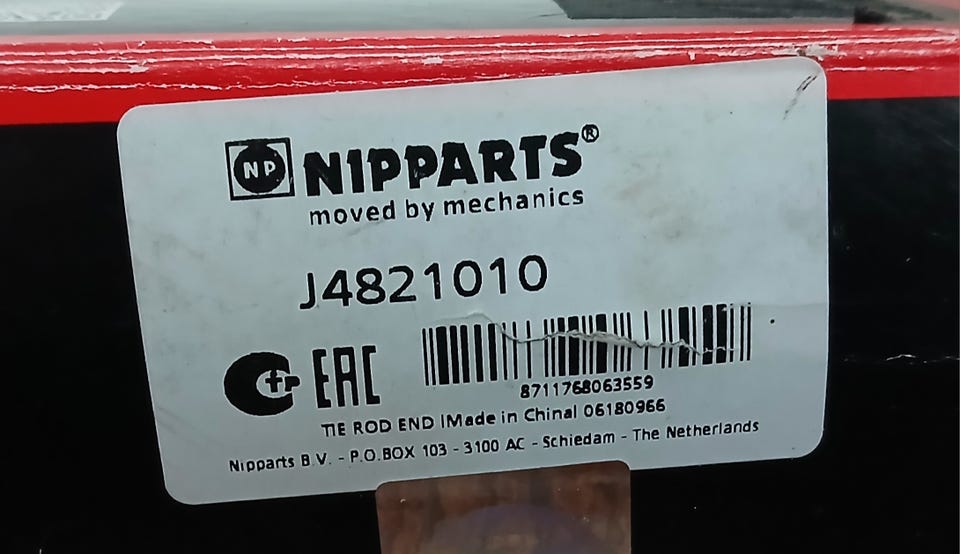 NP NIPPARTS®
moved by mechanics
J4821010
EAC
8711768063559
TIE ROD END |Made in China| 06180966
Nipparts B.V. - P.O.BOX 103 - 3100 AC - Schiedam - The Netherlands